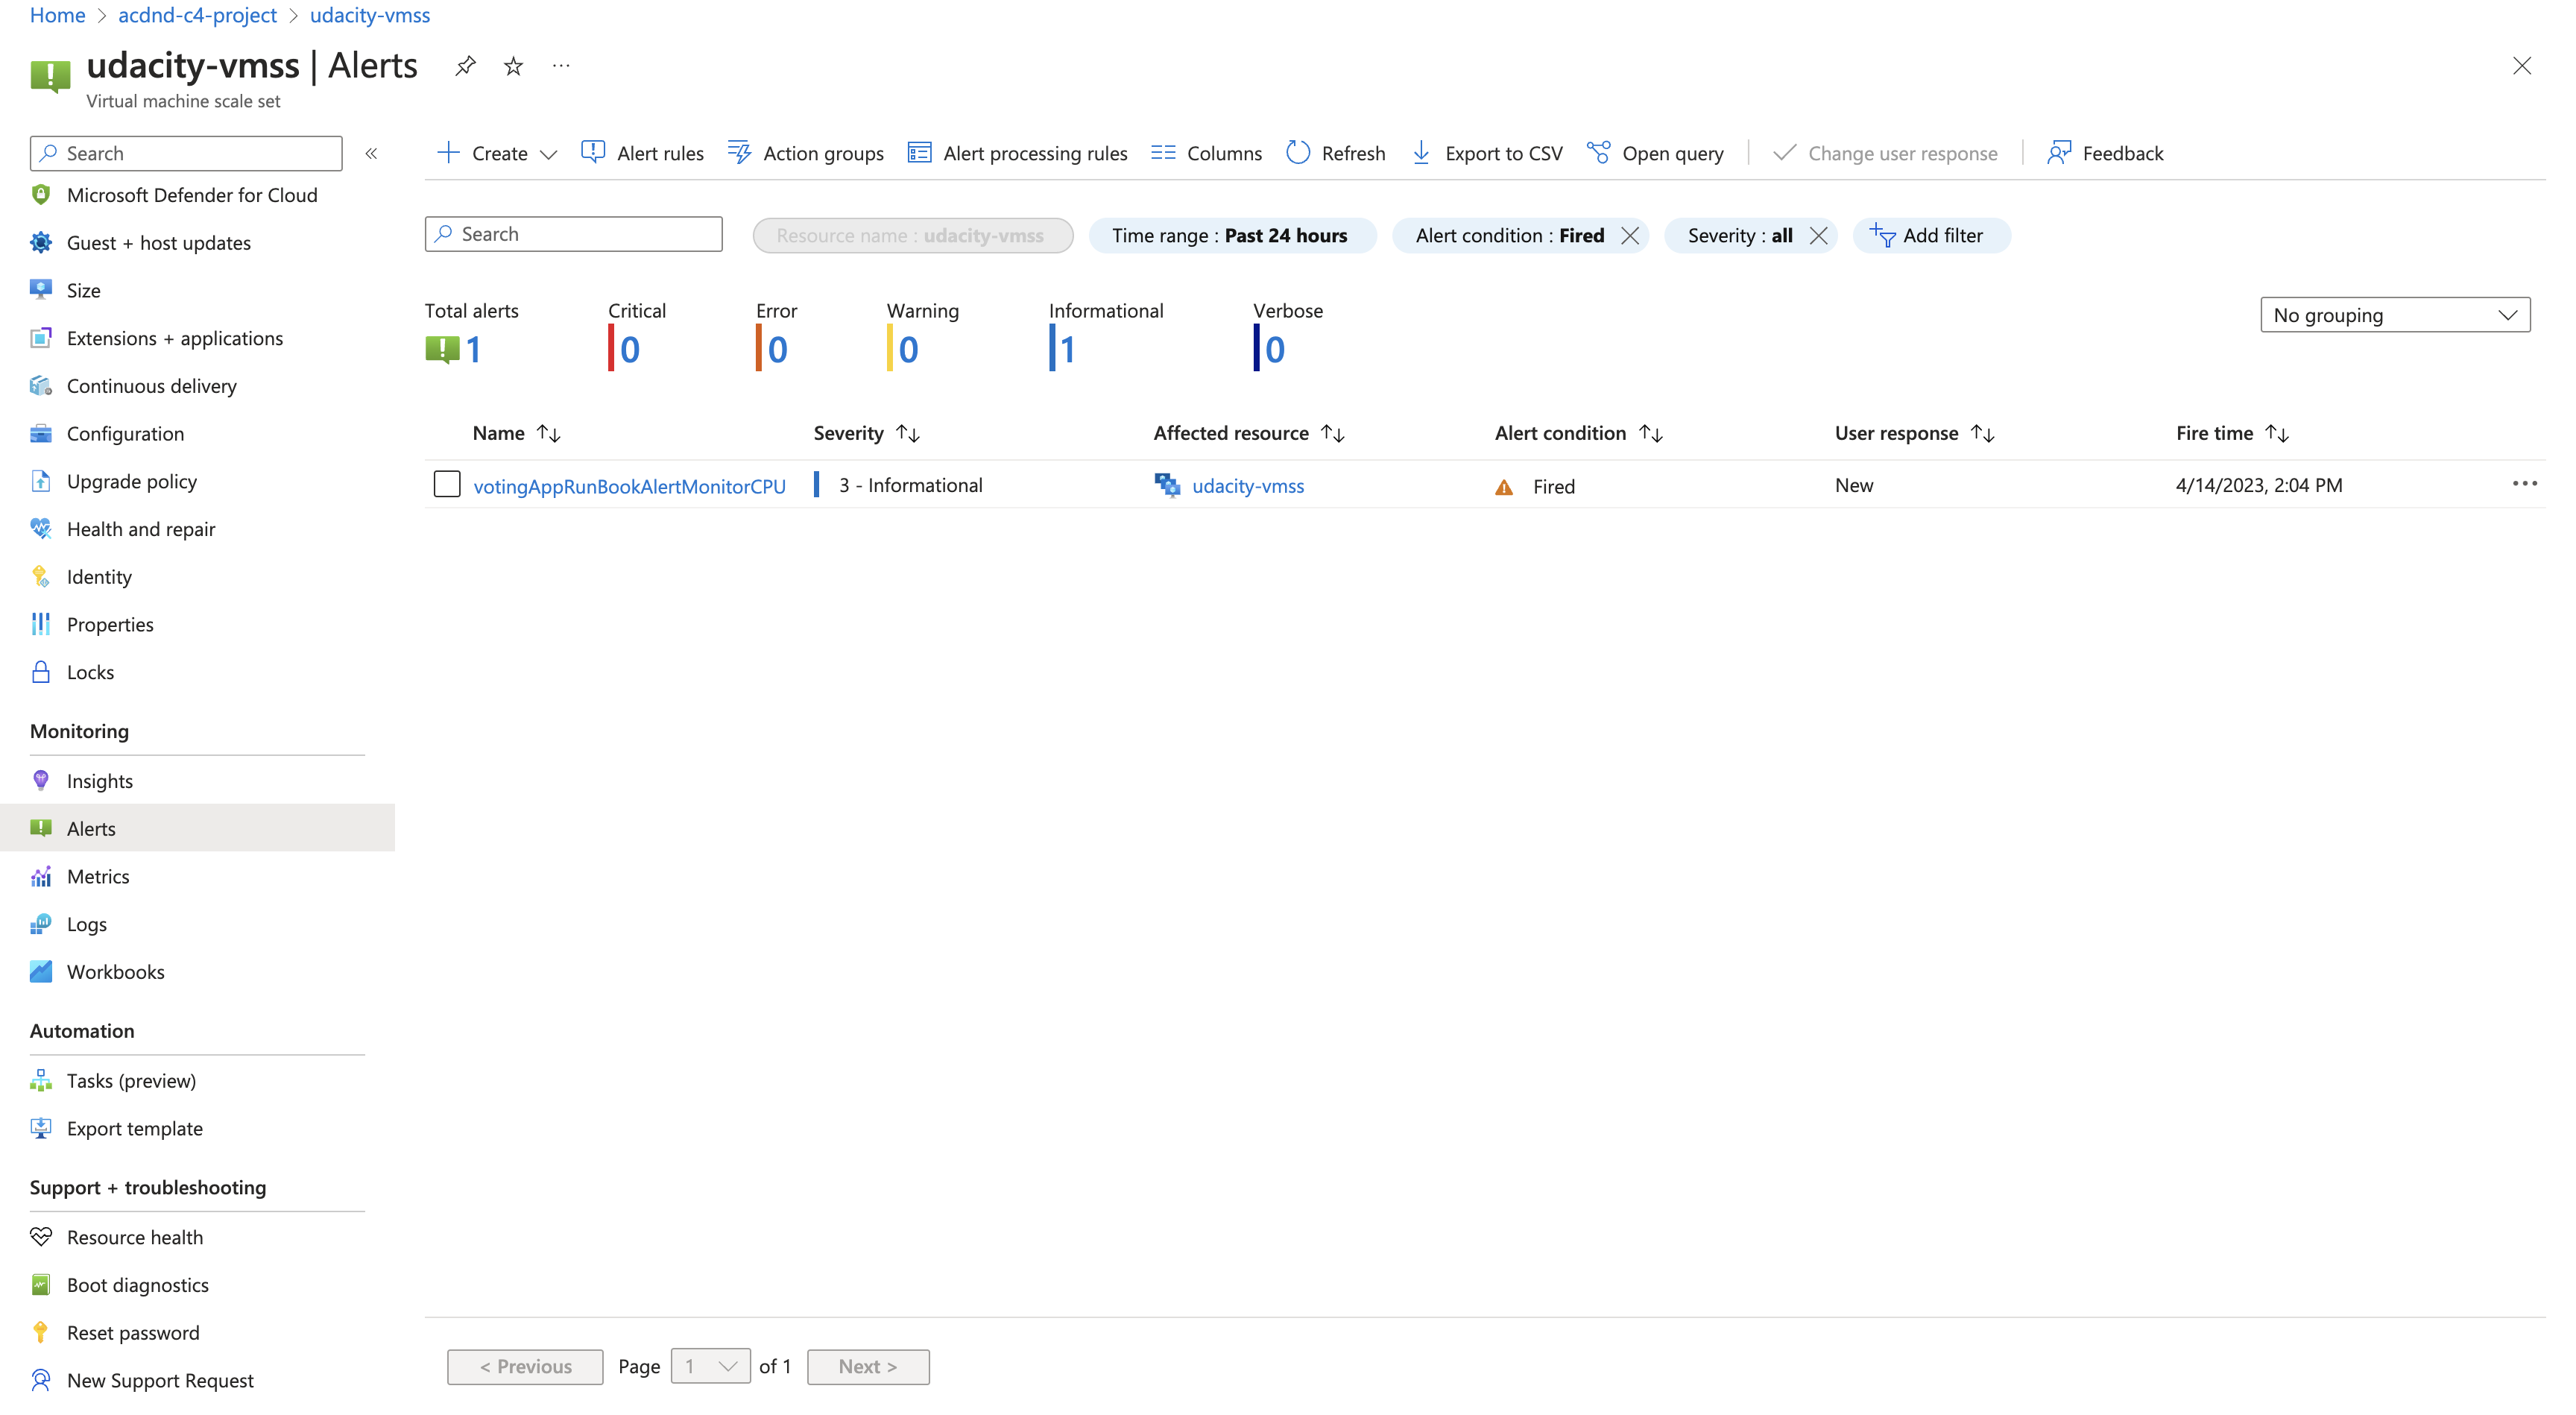 Home > acdnd-c4-project > udacity-vmss
udacity-vmss | Alerts
Virtual machine scale set
Search
Microsoft Defender for Cloud
Guest + host updates
Size
Extensions + applications
Continuous delivery
Configuration
Upgrade policy
Health and repair
Identity
Properties
Locks
Monitoring
Insights
Alerts
Metrics
Logs
Workbooks
Automation
Tasks (preview)
Export template
Support + troubleshooting
Resource health
Boot diagnostics
Reset password
New Support Request
Create Alert rules Action groups Alert processing rules Columns Refresh Export to CSV Open query Change user response Feedback
Search Resource name : udacity-vmss Time range : Past 24 hours Alert condition : Fired Severity : all Add filter
Total alerts Critical Error Warning Informational Verbose
1 0 0 0 1 0
No grouping
Name Severity Affected resource Alert condition User response Fire time
votingAppRunBookAlertMonitorCPU 3 - Informational udacity-vmss Fired New 4/14/2023, 2:04 PM
< Previous Page 1 of 1 Next >